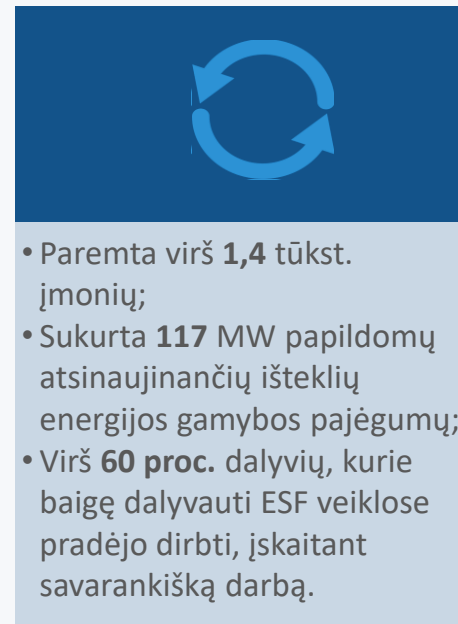 • Paremta virš 1,4 tūkst.
įmonių;
• Sukurta 117 MW papildomų
atsinaujinančių išteklių
energijos gamybos pajėgumų;
• Virš 60 proc. dalyvių, kurie
baigę dalyvauti ESF veiklose
pradėjo dirbti, įskaitant
savarankišką darbą.